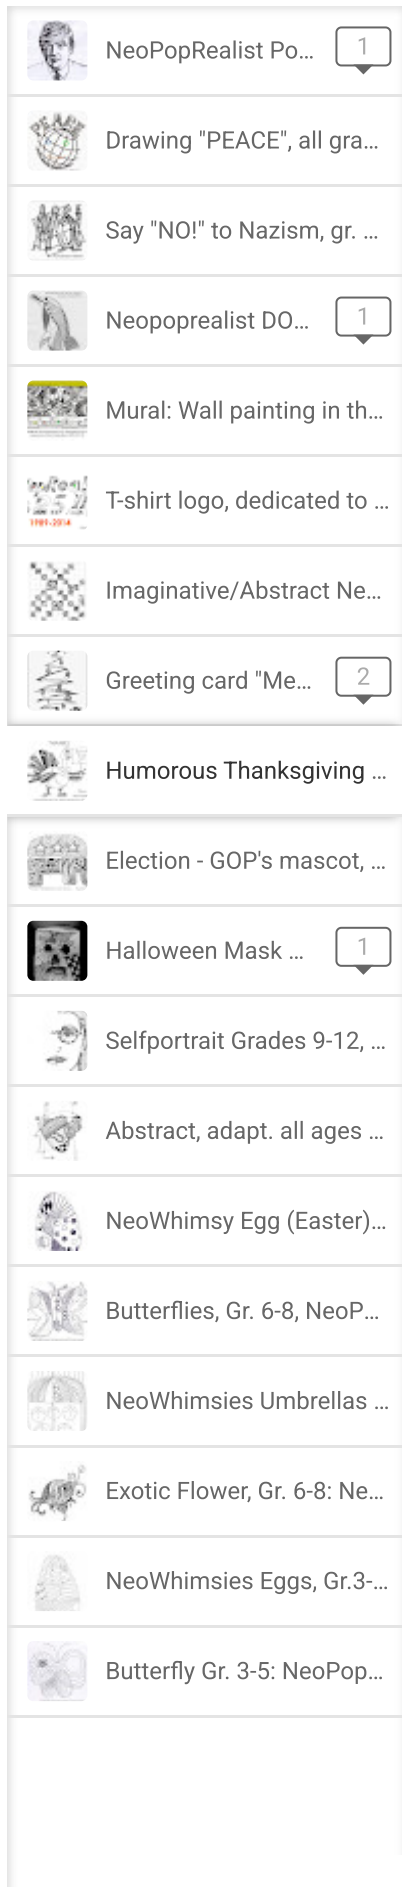 NeoPopRealist Po... 1
Drawing "PEACE", all gra...
Say "NO!" to Nazism, gr. ...
Neopoprealist DO... 1
Mural: Wall painting in th...
T-shirt logo, dedicated to ...
1989-2014
Imaginative/Abstract Ne...
Greeting card "Me... 2
Humorous Thanksgiving ...
Election - GOP's mascot, ...
Halloween Mask ... 1
Selfportrait Grades 9-12, ...
Abstract, adapt. all ages ...
NeoWhimsy Egg (Easter)...
Butterflies, Gr. 6-8, NeoP...
NeoWhimsies Umbrellas ...
Exotic Flower, Gr. 6-8: Ne...
NeoWhimsies Eggs, Gr.3-...
Butterfly Gr. 3-5: NeoPop...